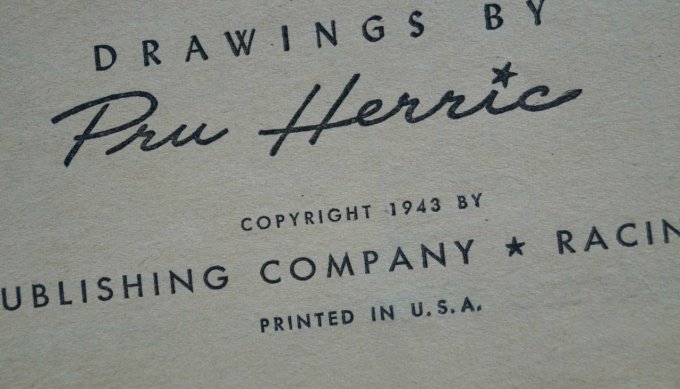 DRAWINGS BY
Pru Herric
COPYRIGHT 1943 BY
UBLISHING COMPANY ★ RACIN
PRINTED IN U.S.A.